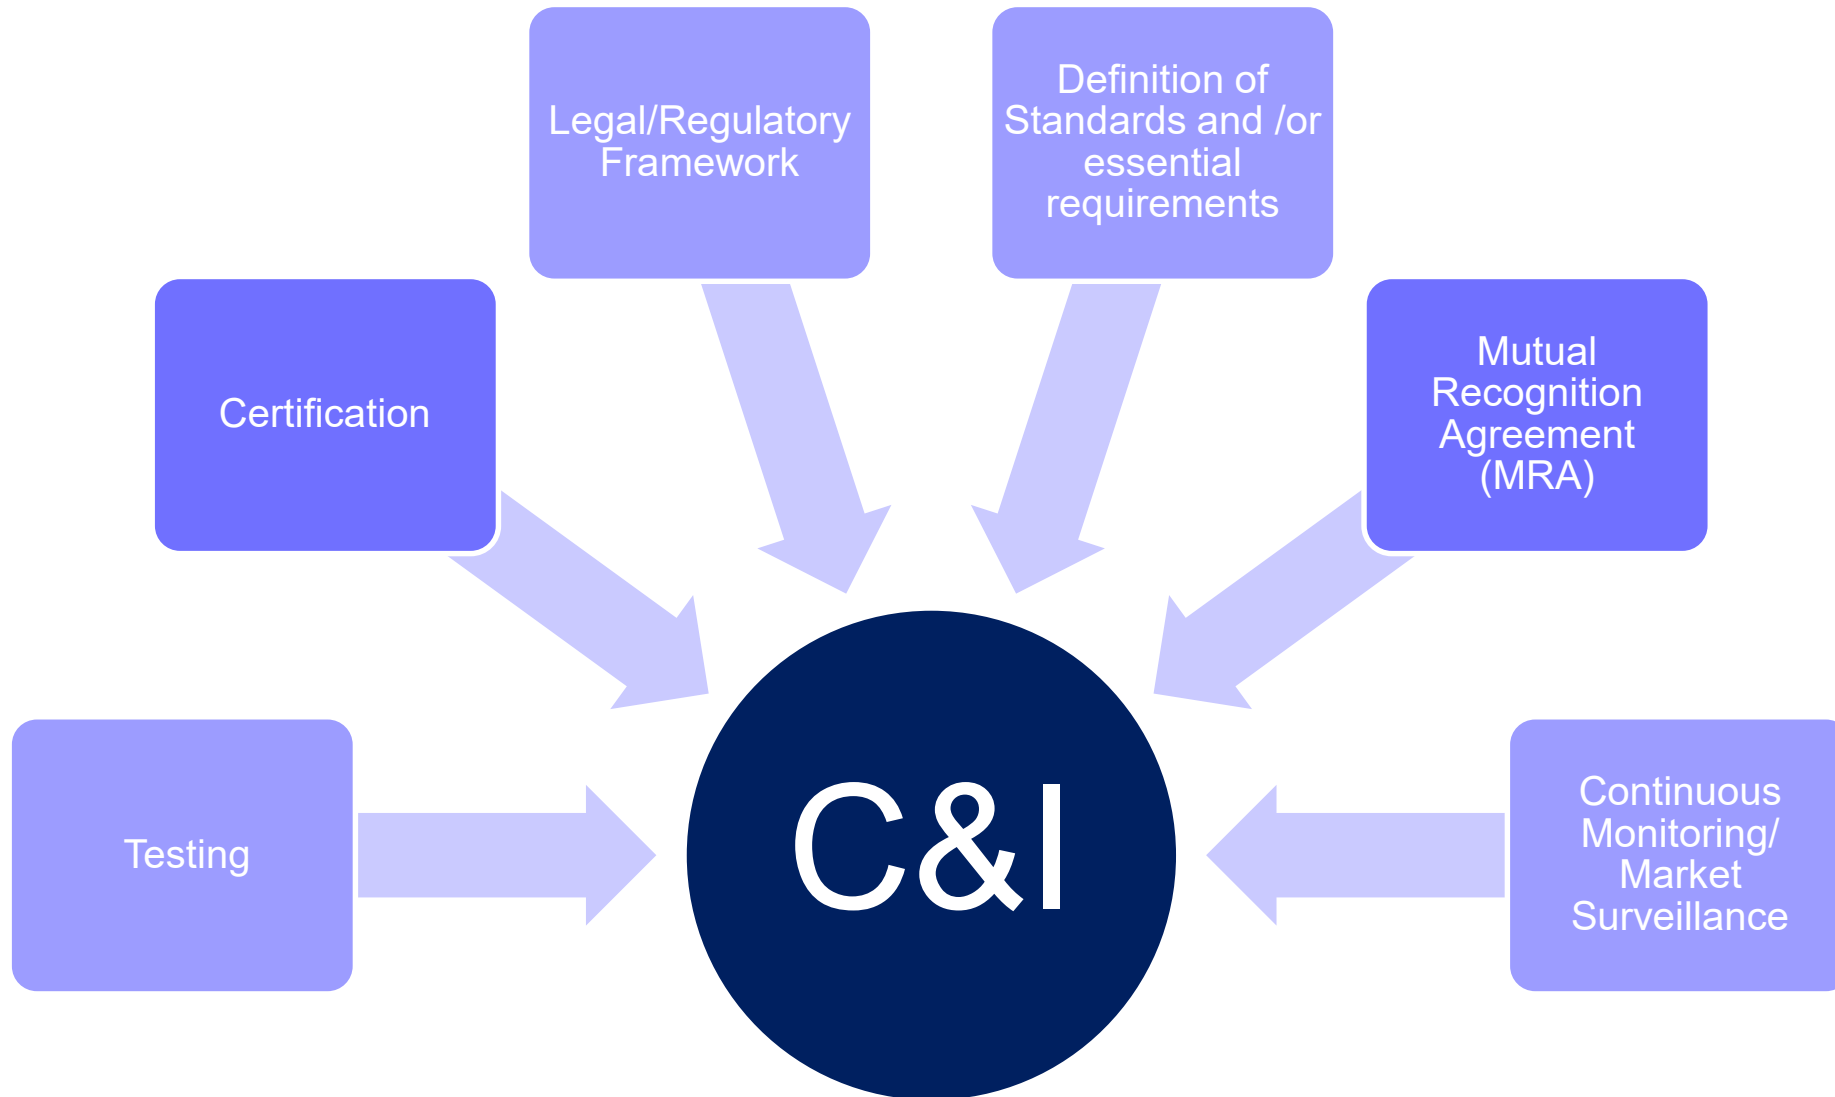 Legal/Regulatory
Framework
Definition of
Standards and /or
essential
requirements
Certification
Mutual
Recognition
Agreement
(MRA)
Testing
C&I
Continuous
Monitoring/
Market
Surveillance